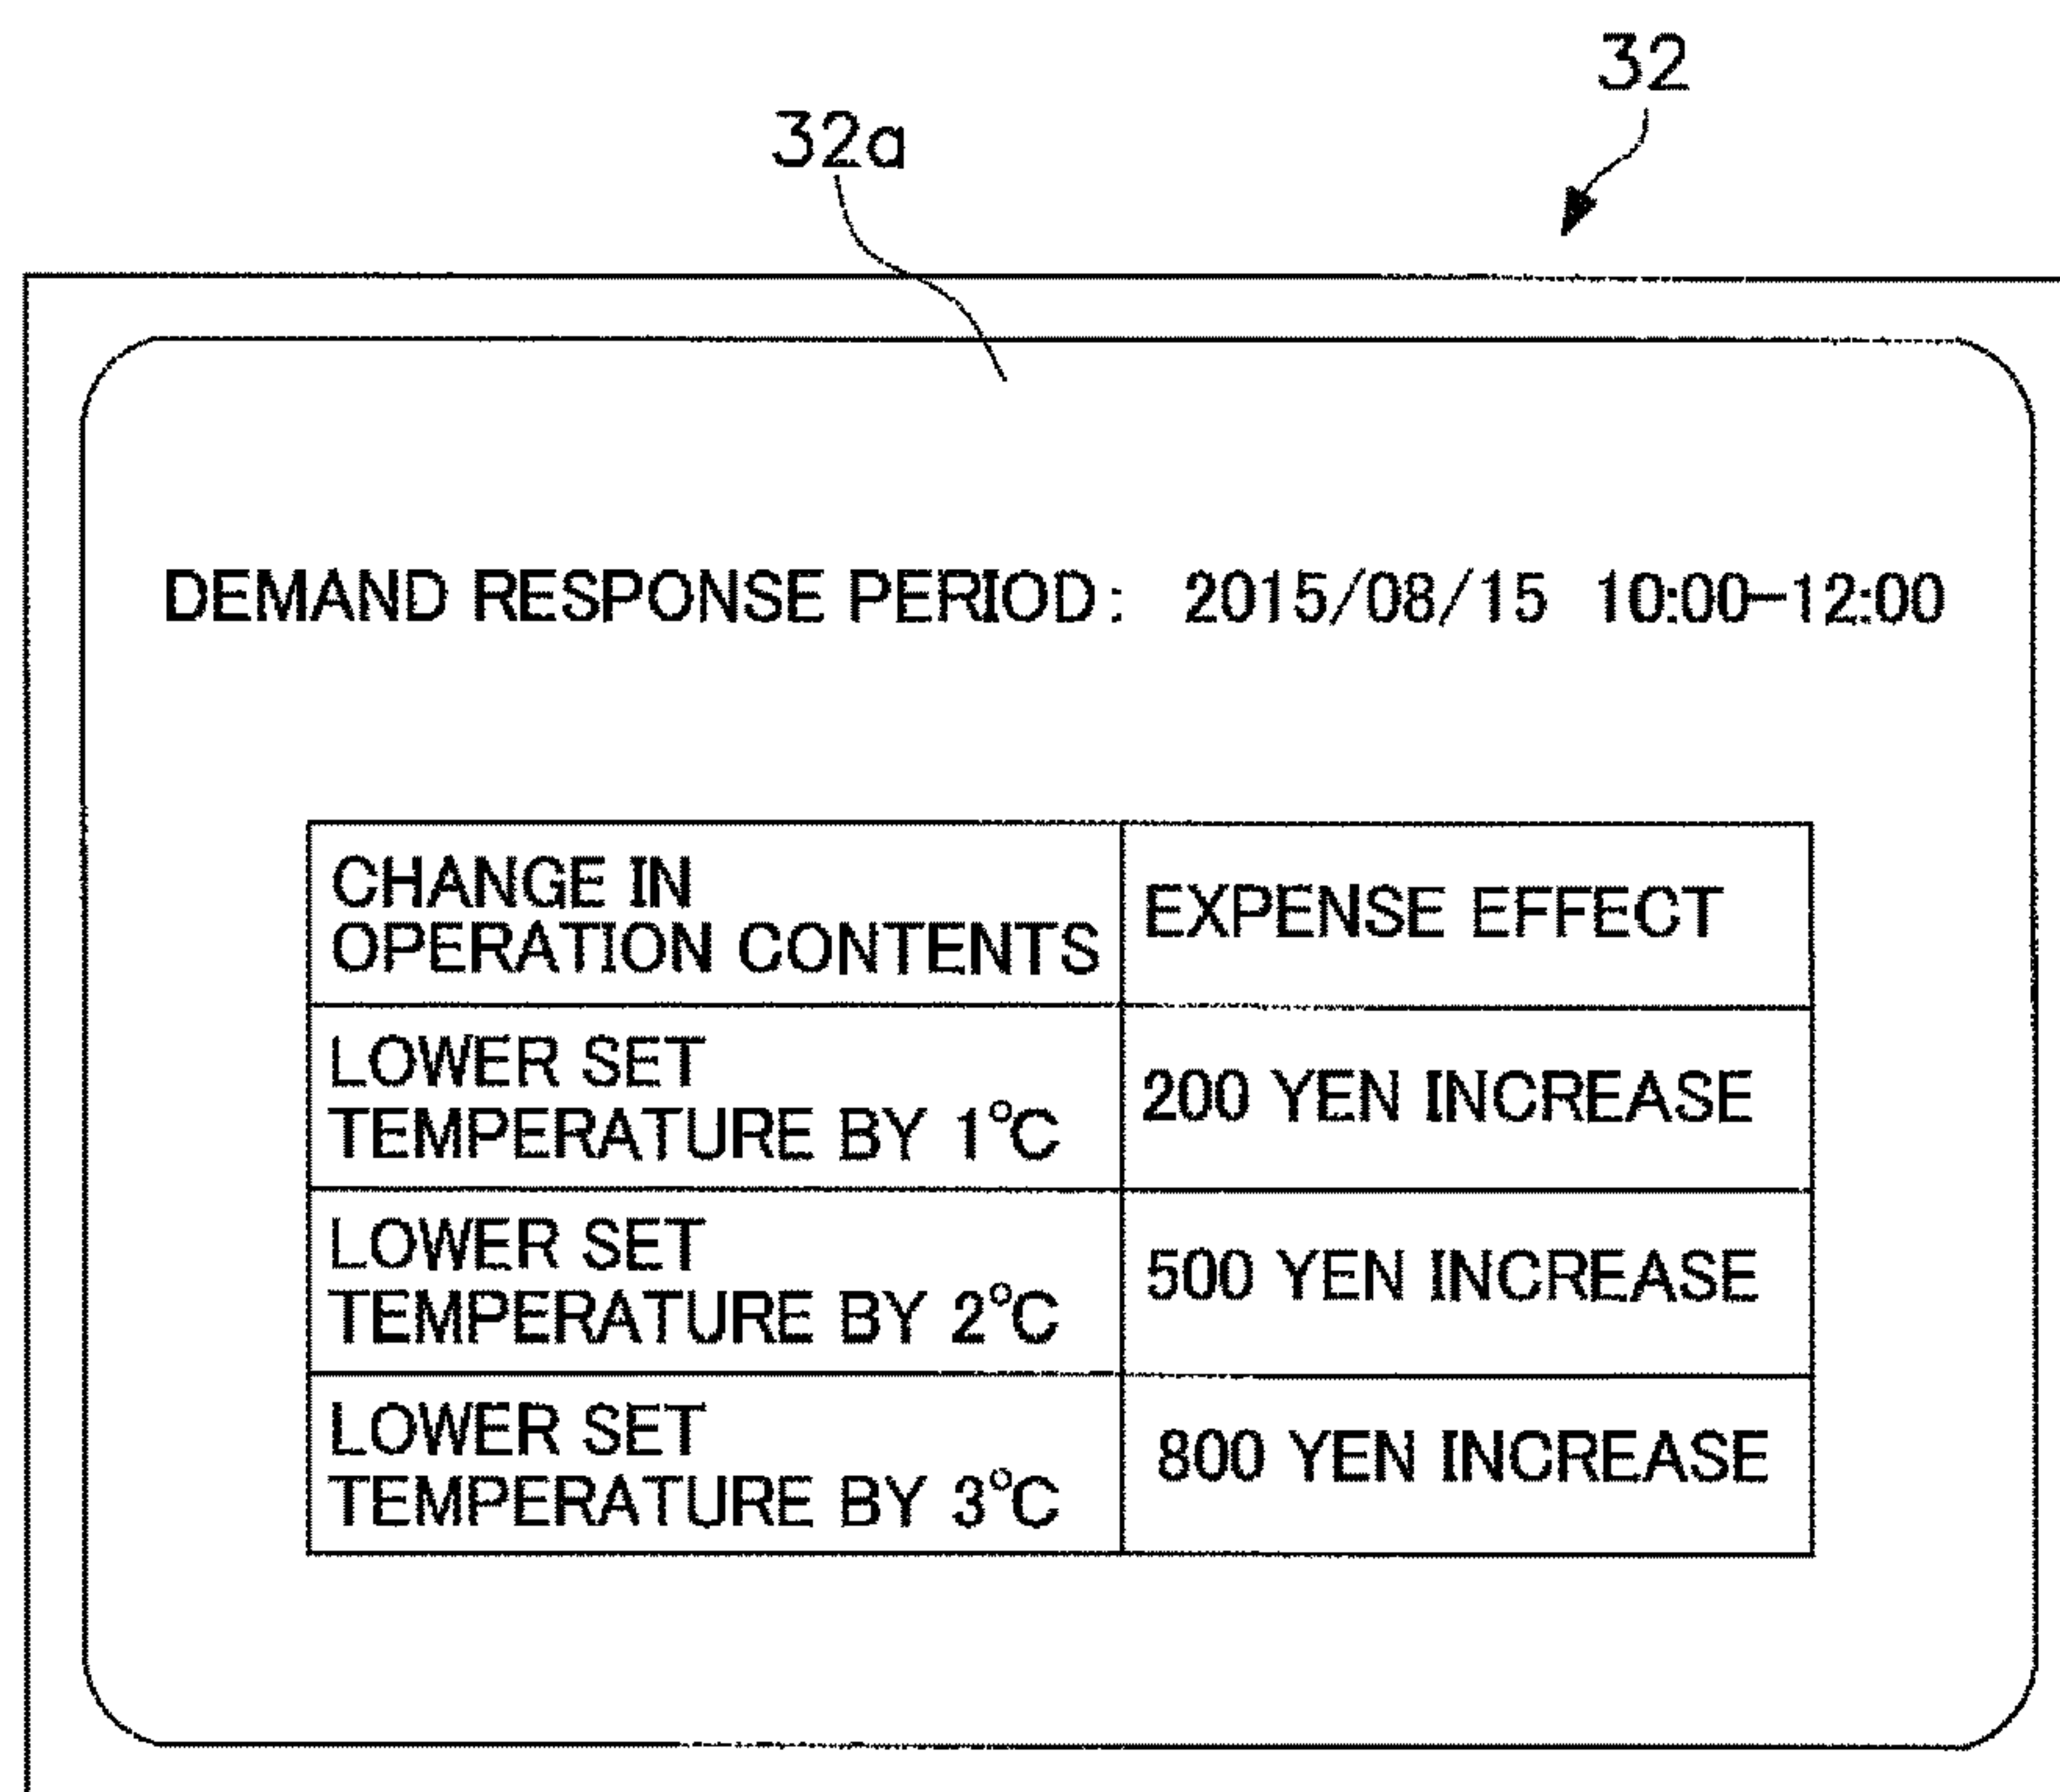 32
32a
DEMAND RESPONSE PERIOD: 2015/08/15 10:00-12:00
CHANGE IN
OPERATION CONTENTS
EXPENSE EFFECT
LOWER SET
TEMPERATURE BY 1°C
200 YEN INCREASE
LOWER SET
TEMPERATURE BY 2°C
500 YEN INCREASE
LOWER SET
TEMPERATURE BY 3°C
800 YEN INCREASE